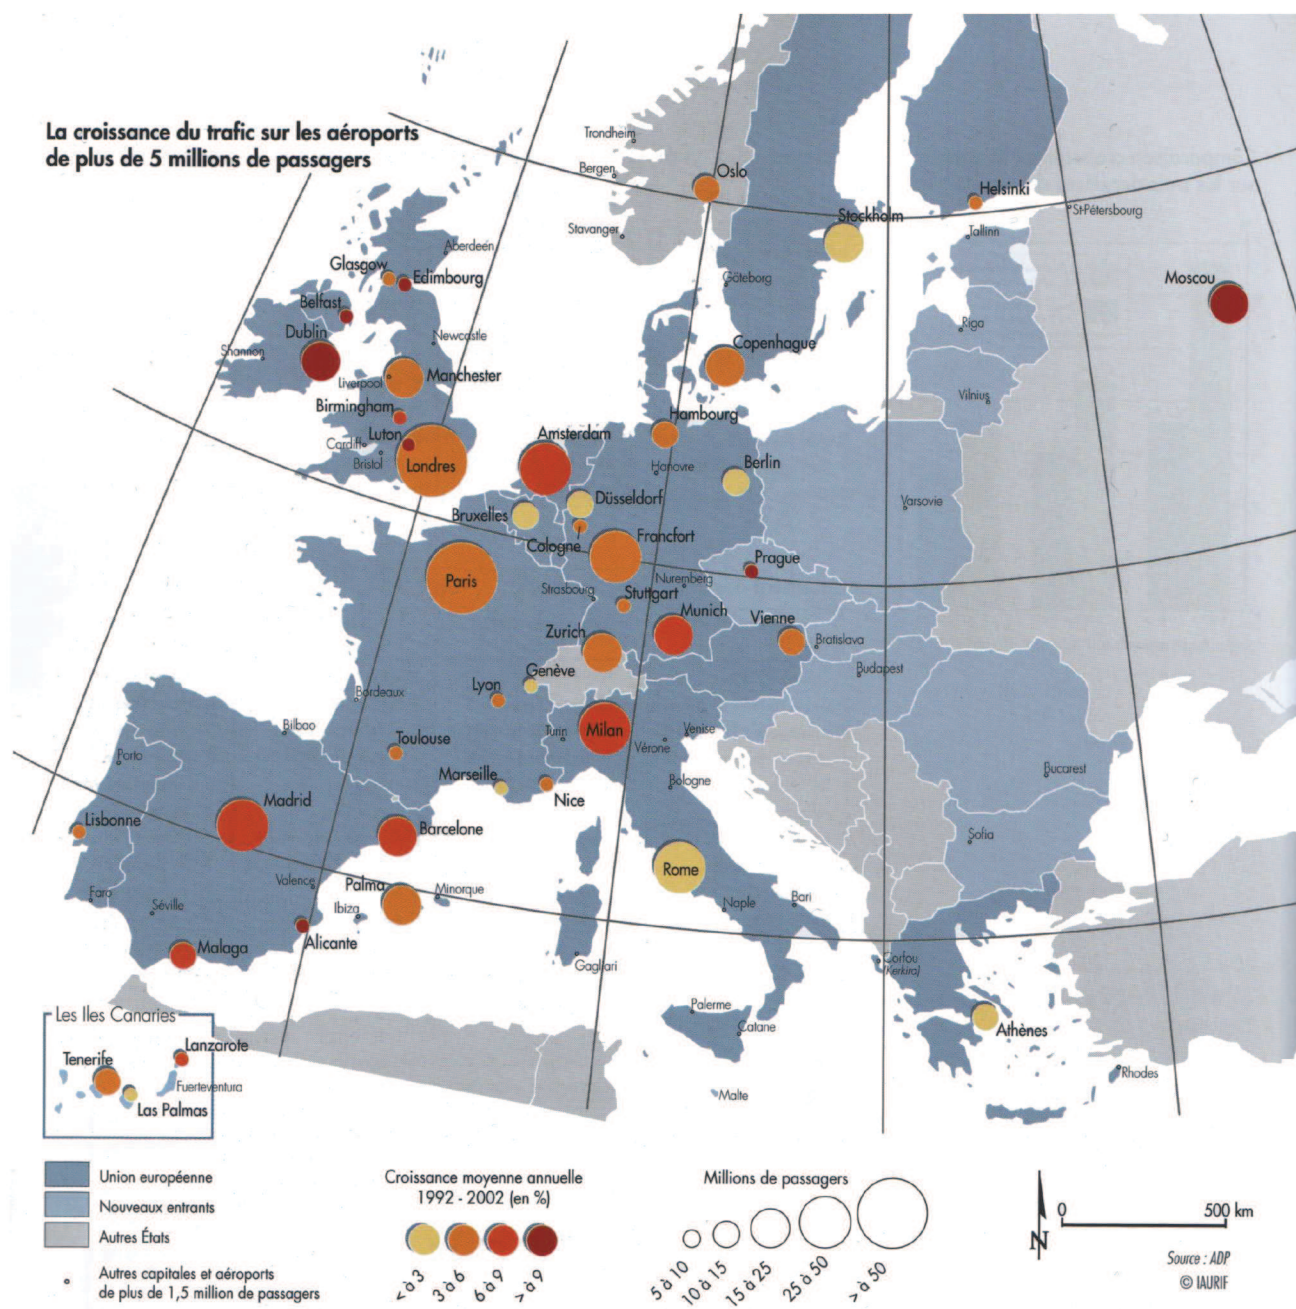 La croissance du trafic sur les aéroports
de plus de 5 millions de passagers
Trondheim
Bergen
Oslo
Stavanger
Helsinki
St-Pétersbourg
Stockholm
Tallinn
Aberdeen
Glasgow
Edimbourg
Göteborg
Moscou
Belfast
Dublin
Riga
Newcastle
Shannon
Copenhague
Liverpool
Manchester
Vilnius
Birmingham
Hambourg
Cardiff
Luton
Amsterdam
Bristol
Londres
Hanovre
Berlin
Varsovie
Düsseldorf
Bruxelles
Cologne
Francfort
Prague
Paris
Nuremberg
Strasbourg
Stuttgart
Munich
Vienne
Zurich
Bratislava
Budapest
Genève
Lyon
Bordeaux
Bilbao
Milan
Turin
Venise
Vérone
Toulouse
Porto
Marseille
Nice
Bologne
Bucarest
Madrid
Lisbonne
Barcelone
Sofia
Rome
Valence
Palma
Minorque
Faro
Séville
Ibiza
Naple
Bari
Malaga
Alicante
Gagliari
Corfou
(Kerkira)
Palerme
Catane
Athènes
Malte
Rhodes
Les Iles Canaries
Tenerife
Lanzarote
Fuerteventura
Las Palmas
Union européenne
Nouveaux entrants
Autres États
Autres capitales et aéroports
de plus de 1,5 million de passagers
Croissance moyenne annuelle
1992 - 2002 (en %)
< à 3
3 à 6
6 à 9
> à 9
Millions de passagers
5 à 10
10 à 15
15 à 25
25 à 50
> à 50
N
0 500 km
Source : ADP
© IAURIF